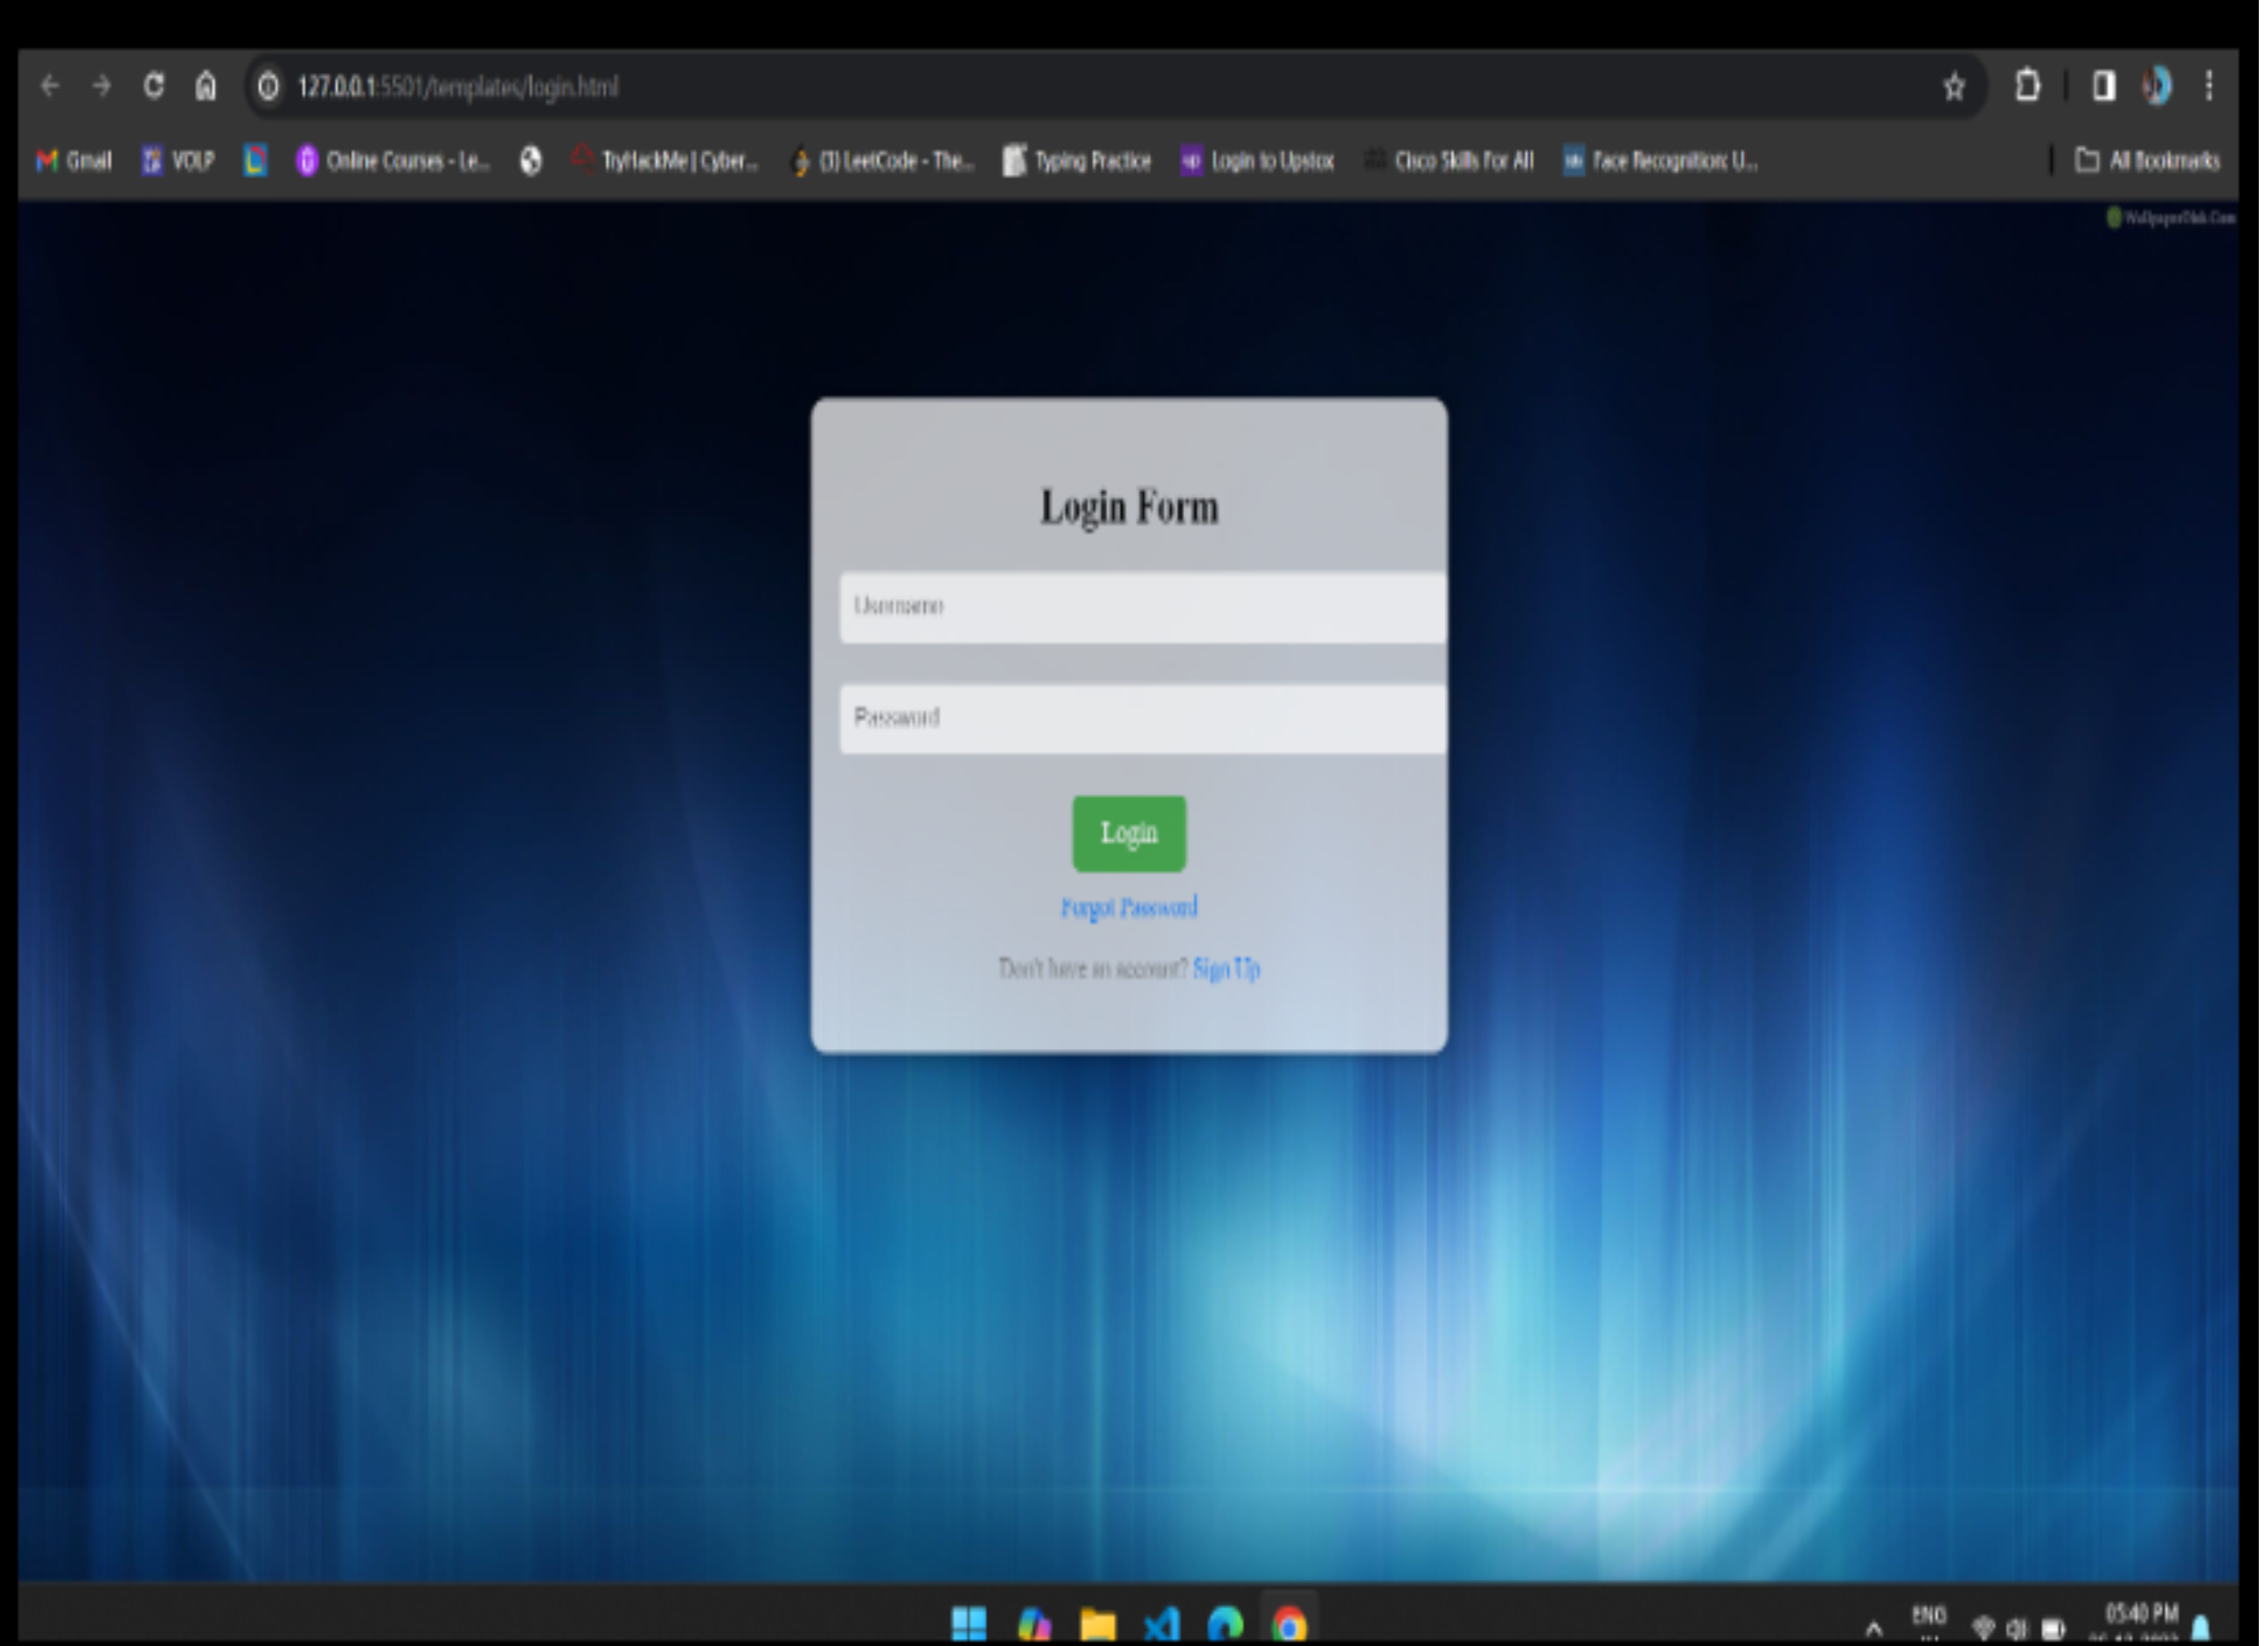 127.0.0.1:5501/templates/login.html
Gmail VOLP Online Courses - Le... TryHackMe | Cyber... (3) LeetCode - The... Typing Practice Login to Upstox Cisco Skills For All Face Recognition: U... All Bookmarks
WallpaperDisk.Com
Login Form
Username
Password
Login
Forgot Password
Don't have an account? Sign Up
ENG
05:40 PM